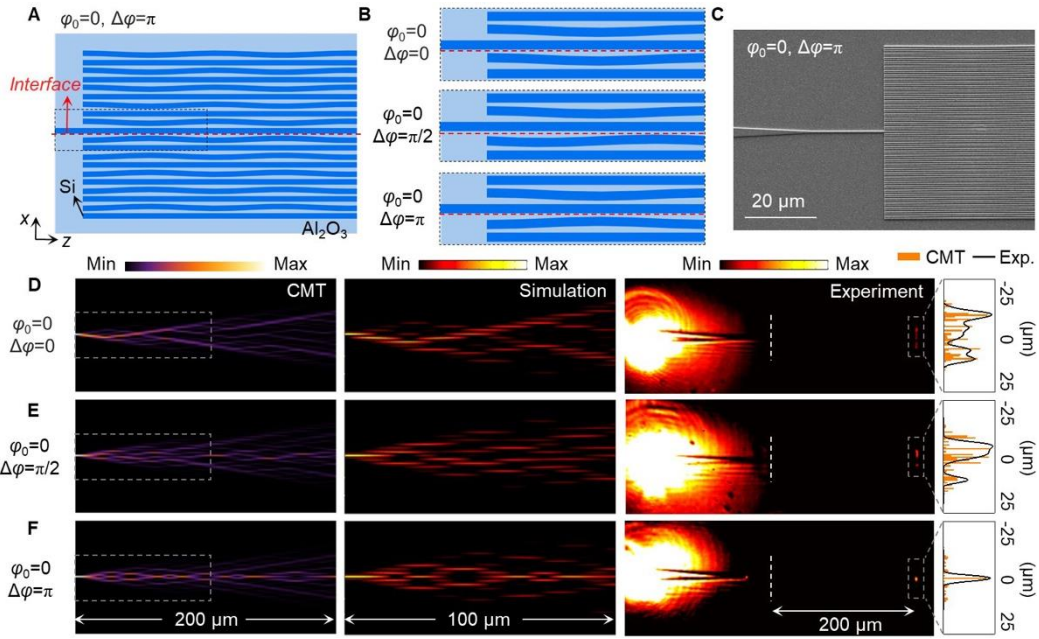 A
φ₀=0, Δφ=π
Interface
Si
Al₂O₃
x
z
B
φ₀=0
Δφ=0
φ₀=0
Δφ=π/2
φ₀=0
Δφ=π
C
φ₀=0, Δφ=π
20 μm
Min Max
Min Max
Min Max
CMT Exp.
D
φ₀=0
Δφ=0
CMT
Simulation
Experiment
-25
0
25
(μm)
E
φ₀=0
Δφ=π/2
-25
0
25
(μm)
F
φ₀=0
Δφ=π
200 μm
100 μm
200 μm
-25
0
25
(μm)